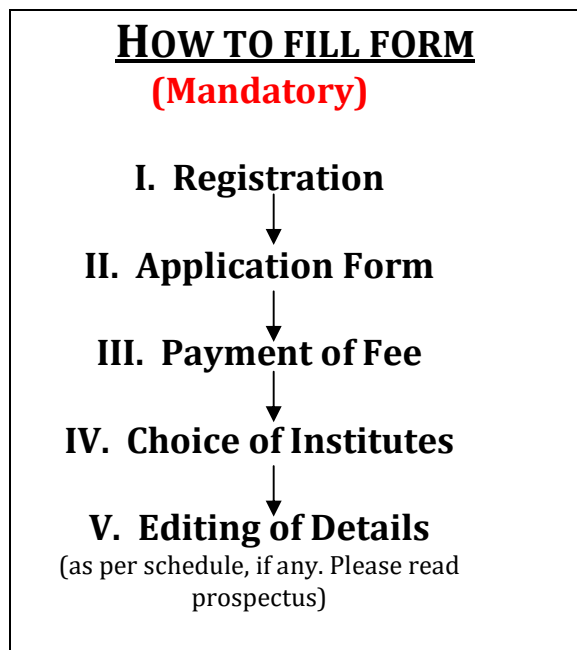 HOW TO FILL FORM
(Mandatory)
I. Registration
II. Application Form
III. Payment of Fee
IV. Choice of Institutes
V. Editing of Details
(as per schedule, if any. Please read
prospectus)